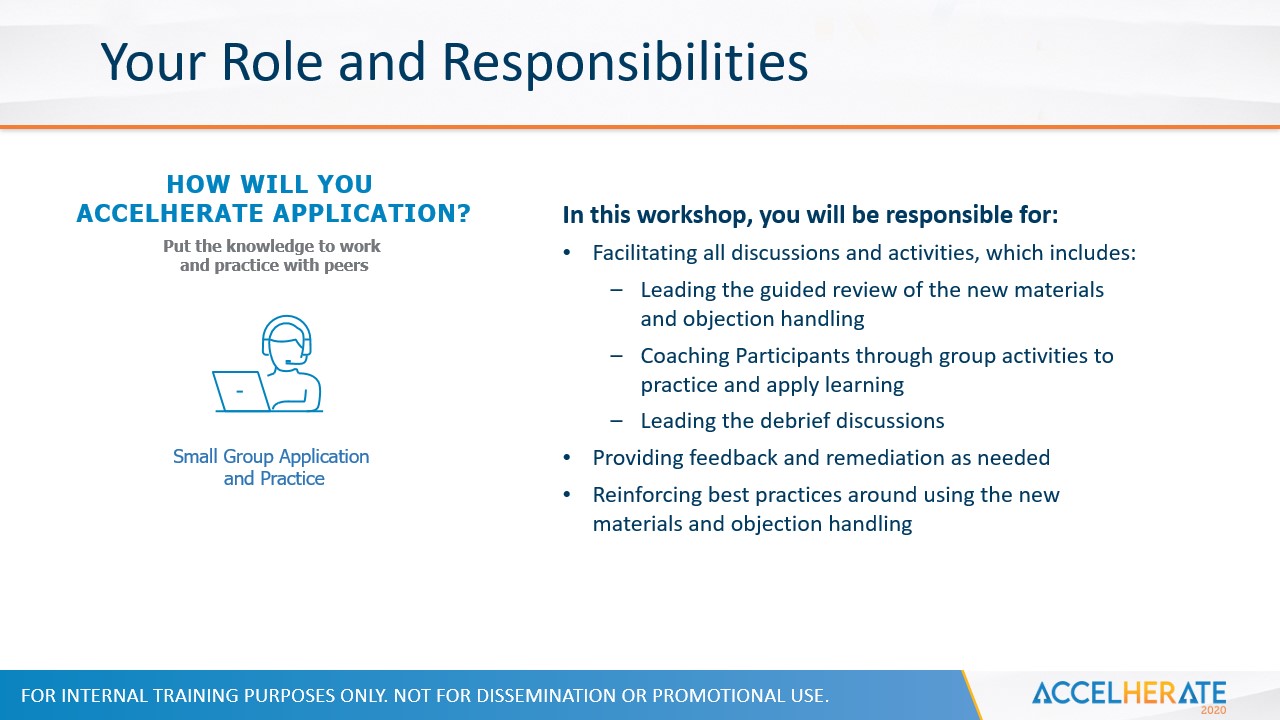 Your Role and Responsibilities
HOW WILL YOU
ACCELHERATE APPLICATION?
Put the knowledge to work
and practice with peers
Small Group Application
and Practice
In this workshop, you will be responsible for:
• Facilitating all discussions and activities, which includes:
– Leading the guided review of the new materials
and objection handling
– Coaching Participants through group activities to
practice and apply learning
– Leading the debrief discussions
• Providing feedback and remediation as needed
• Reinforcing best practices around using the new
materials and objection handling
FOR INTERNAL TRAINING PURPOSES ONLY. NOT FOR DISSEMINATION OR PROMOTIONAL USE.
ACCELHERATE
2020